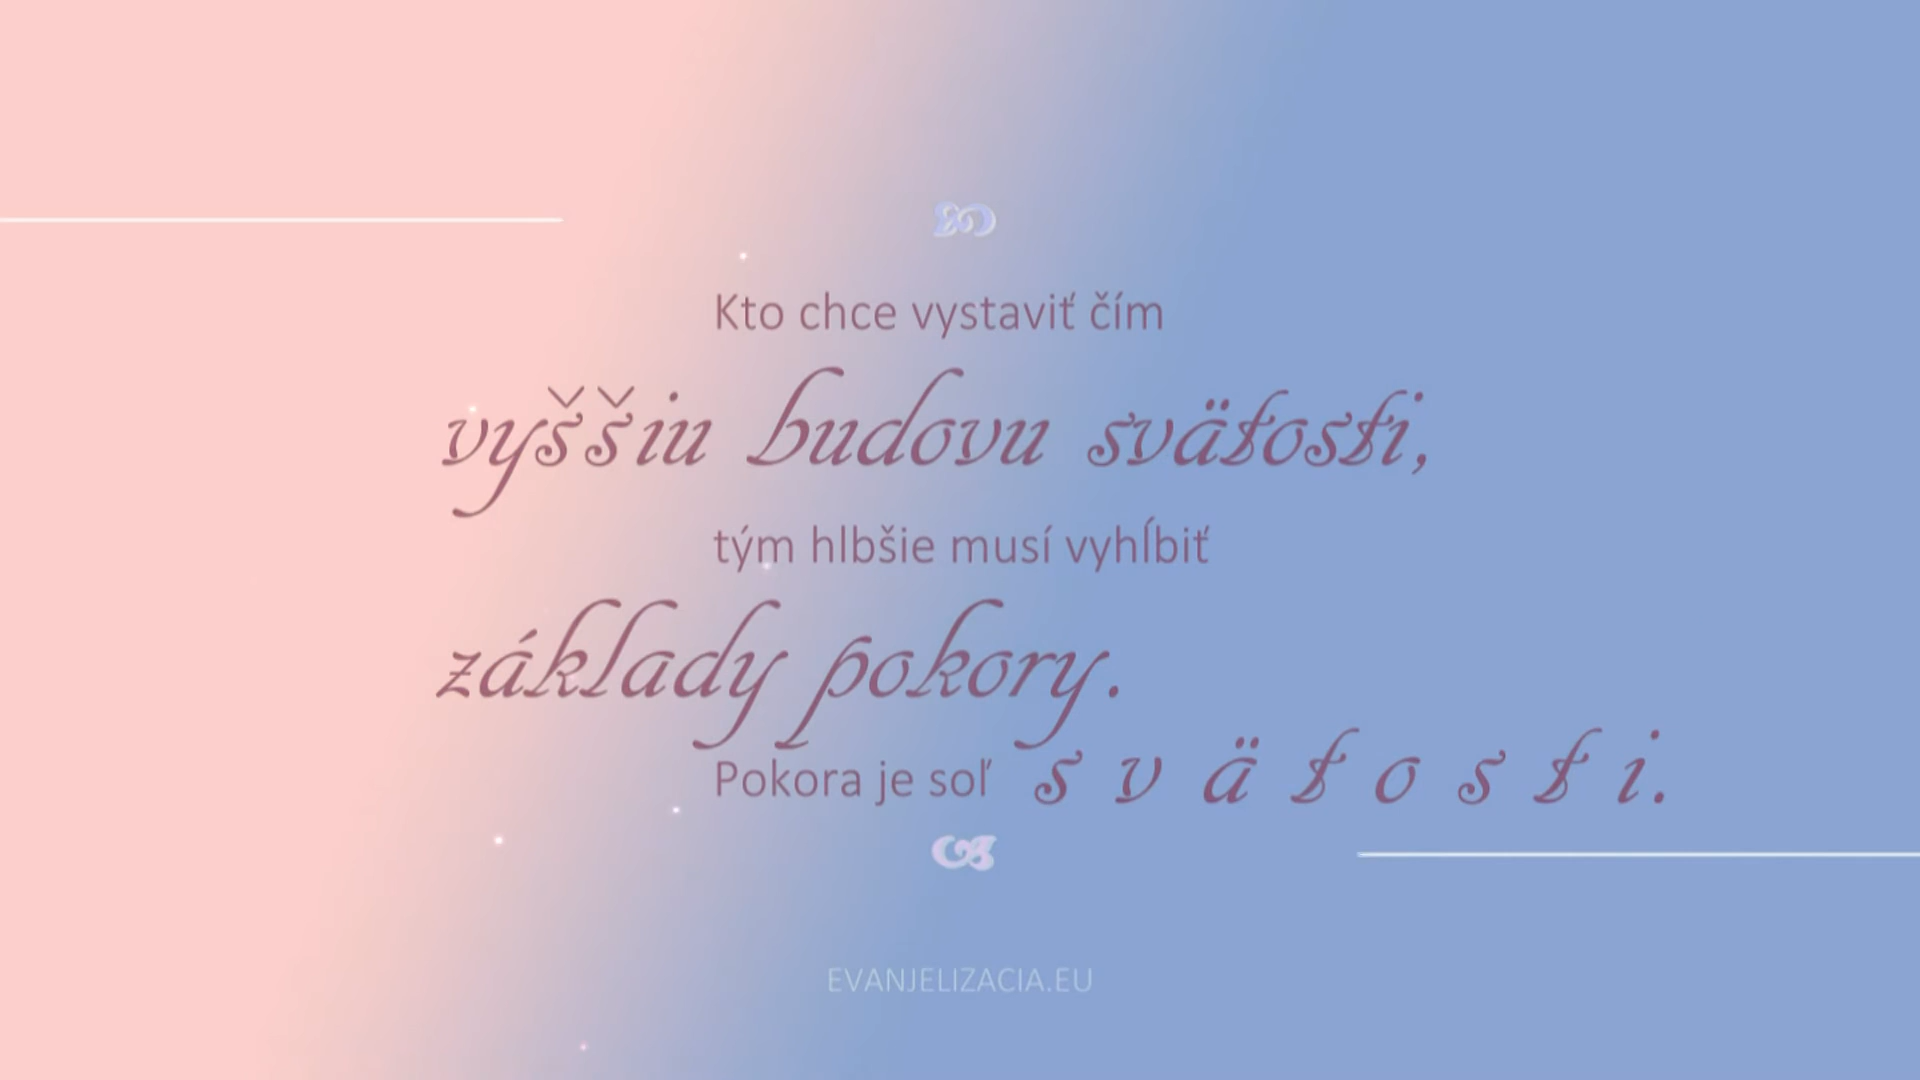 Kto chce vystaviť čím
vyššiu budovu svätosti,
tým hlbšie musí vyhĺbiť
základy pokory.
Pokora je soľ svätosti.
EVANJELIZACIA.EU